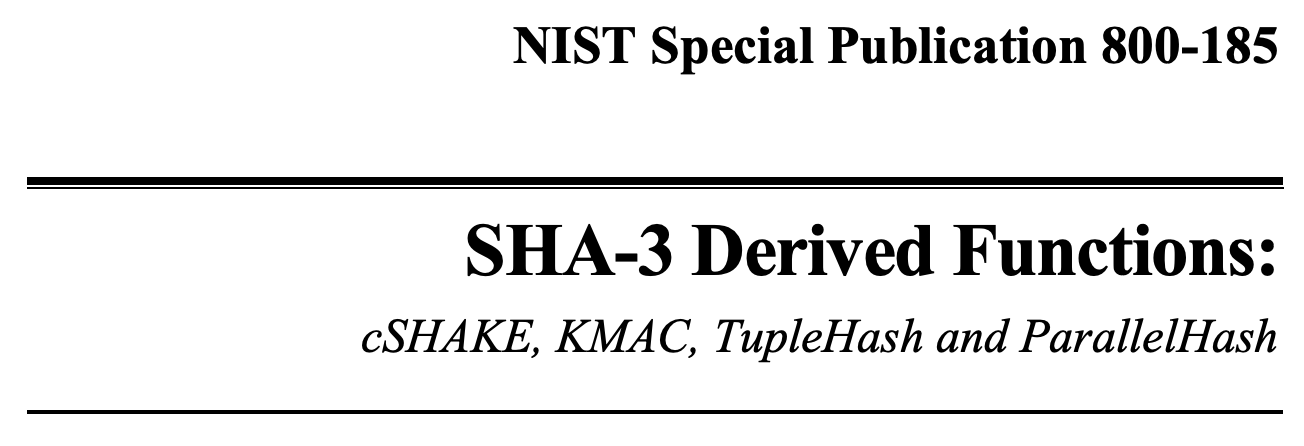 NIST Special Publication 800-185
SHA-3 Derived Functions:
cSHAKE, KMAC, TupleHash and ParallelHash